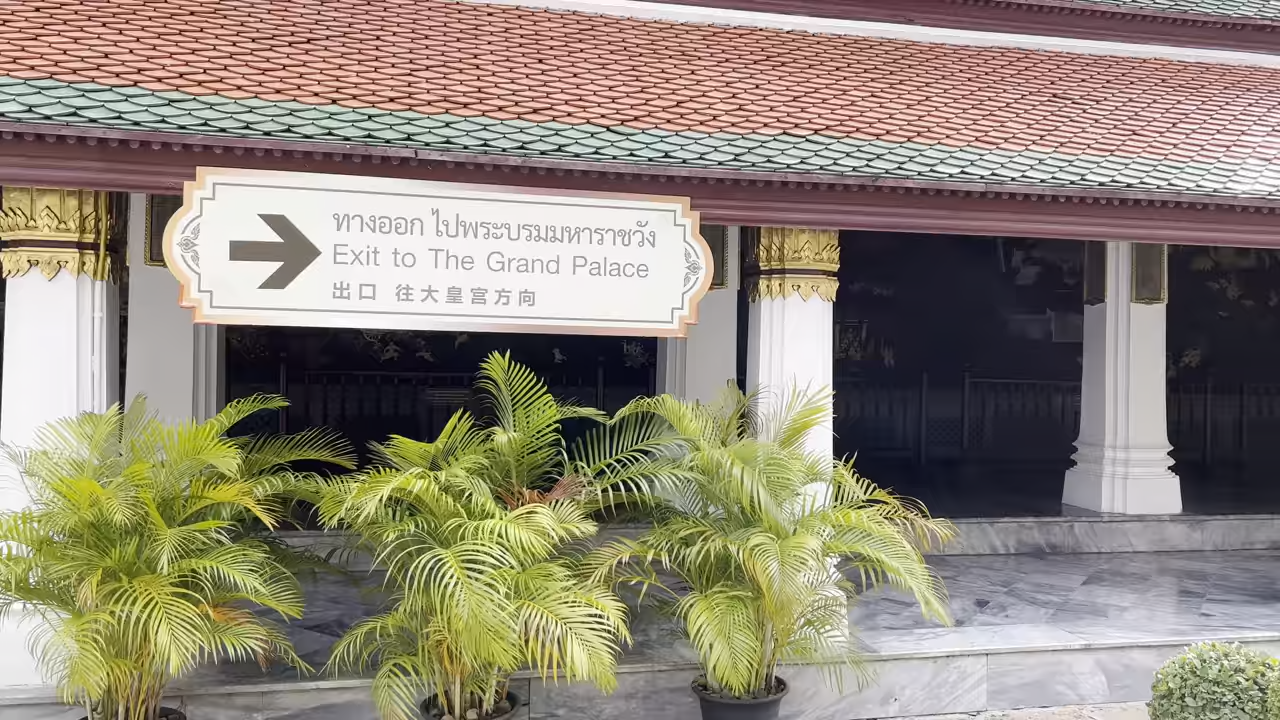 ทางออก ไปพระบรมมหาราชวัง
Exit to The Grand Palace
出口 往大皇宫方向